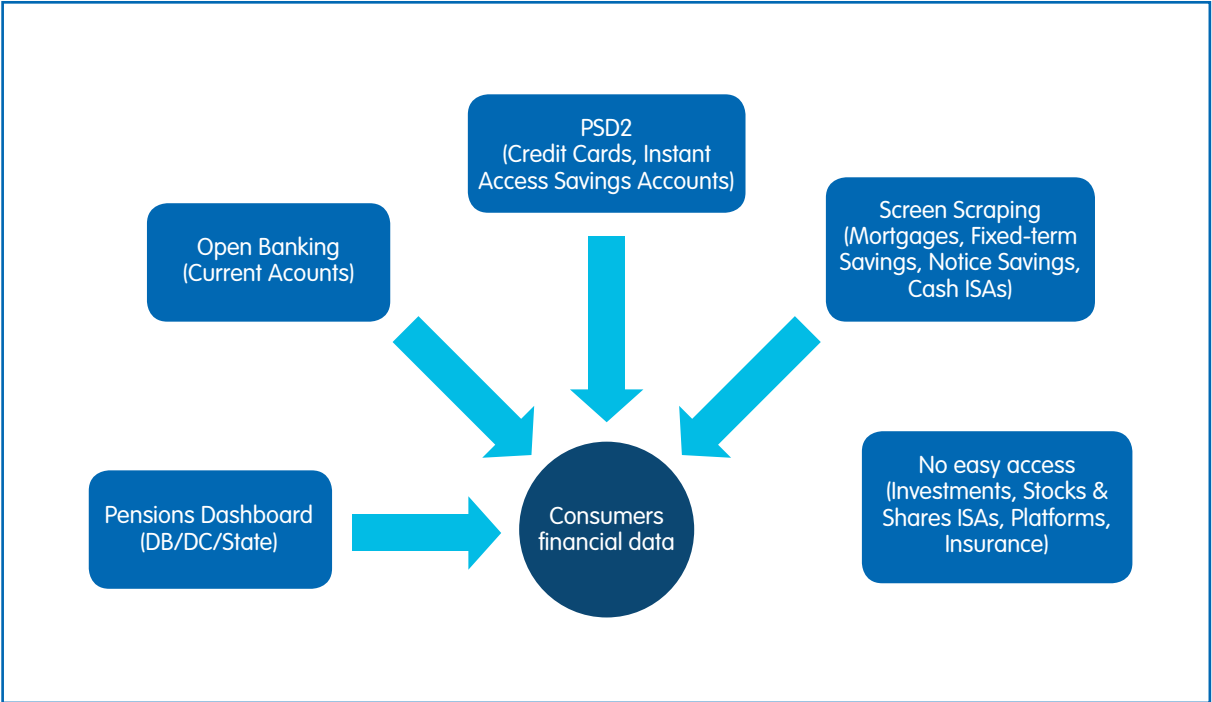 PSD2
(Credit Cards, Instant
Access Savings Accounts)
Open Banking
(Current Acounts)
Screen Scraping
(Mortgages, Fixed-term
Savings, Notice Savings,
Cash ISAs)
Pensions Dashboard
(DB/DC/State)
Consumers
financial data
No easy access
(Investments, Stocks &
Shares ISAs, Platforms,
Insurance)